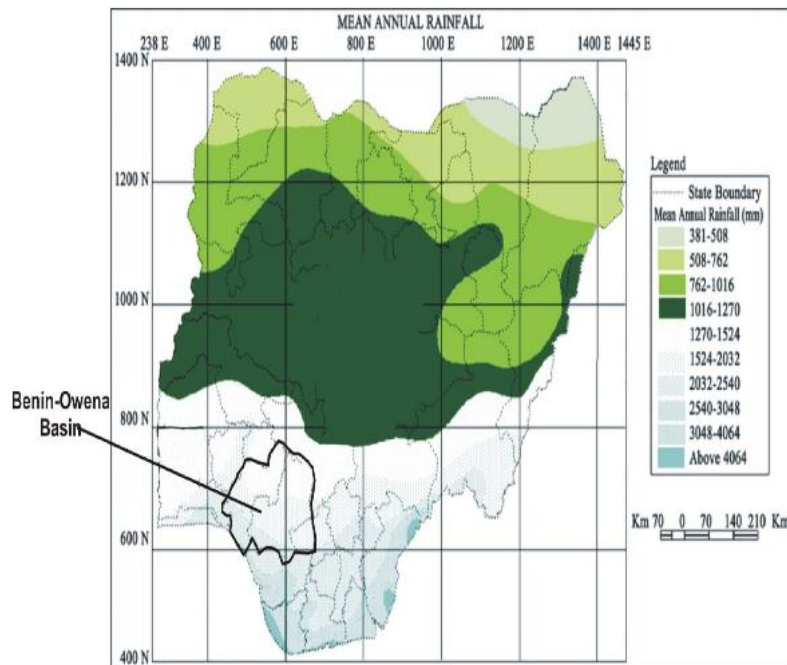 MEAN ANNUAL RAINFALL
238 E 400 E 600 E 800 E 1000 E 1200 E 1400 E 1445 E
1400 N
1200 N
1000 N
800 N
600 N
400 N
Benin-Owena
Basin
Legend
State Boundary
Mean Annual Rainfall (mm)
381-508
508-762
762-1016
1016-1270
1270-1524
1524-2032
2032-2540
2540-3048
3048-4064
Above 4064
Km 70 0 70 140 210